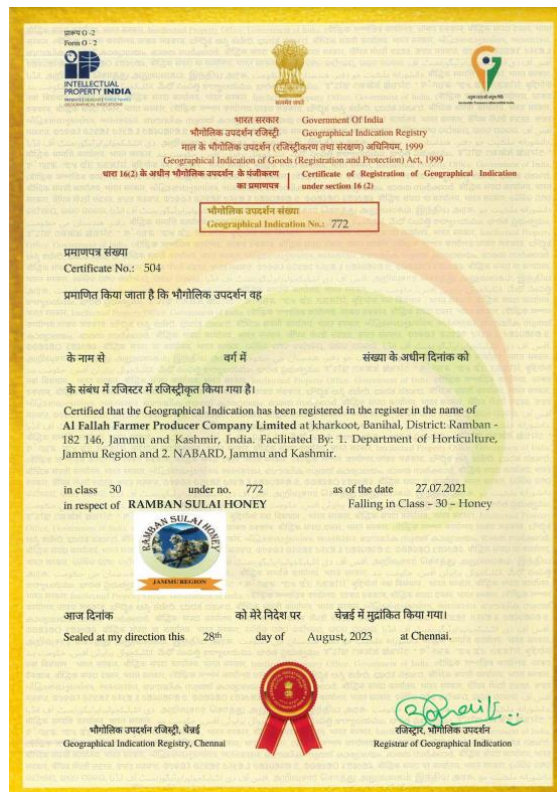 प्ररूप O -2
Form O - 2
INTELLECTUAL
PROPERTY INDIA
GEOGRAPHICAL INDICATIONS
सत्यमेव जयते
भारत सरकार Government Of India
भौगोलिक उपदर्शन रजिस्ट्री Geographical Indication Registry
माल के भौगोलिक उपदर्शन (रजिस्ट्रीकरण तथा संरक्षण) अधिनियम, 1999
Geographical Indication of Goods (Registration and Protection) Act, 1999
धारा 16(2) के अधीन भौगोलिक उपदर्शन के पंजीकरण Certificate of Registration of Geographical Indication
का प्रमाणपत्र under section 16 (2)
भौगोलिक उपदर्शन संख्या
Geographical Indication No.: 772
प्रमाणपत्र संख्या
Certificate No.: 504
प्रमाणित किया जाता है कि भौगोलिक उपदर्शन वह
के नाम से वर्ग में संख्या के अधीन दिनांक को
के संबंध में रजिस्टर में रजिस्ट्रीकृत किया गया है।
Certified that the Geographical Indication has been registered in the register in the name of
Al Fallah Farmer Producer Company Limited at kharkoot, Banihal, District: Ramban -
182 146, Jammu and Kashmir, India. Facilitated By: 1. Department of Horticulture,
Jammu Region and 2. NABARD, Jammu and Kashmir.
in class 30 under no. 772 as of the date 27.07.2021
in respect of RAMBAN SULAI HONEY Falling in Class – 30 – Honey
RAMBAN SULAI HONEY
JAMMU REGION
आज दिनांक को मेरे निदेश पर चेन्नई में मुद्रांकित किया गया।
Sealed at my direction this 28th day of August, 2023 at Chennai.
भौगोलिक उपदर्शन रजिस्ट्री, चेन्नई रजिस्ट्रार, भौगोलिक उपदर्शन
Geographical Indication Registry, Chennai Registrar of Geographical Indication